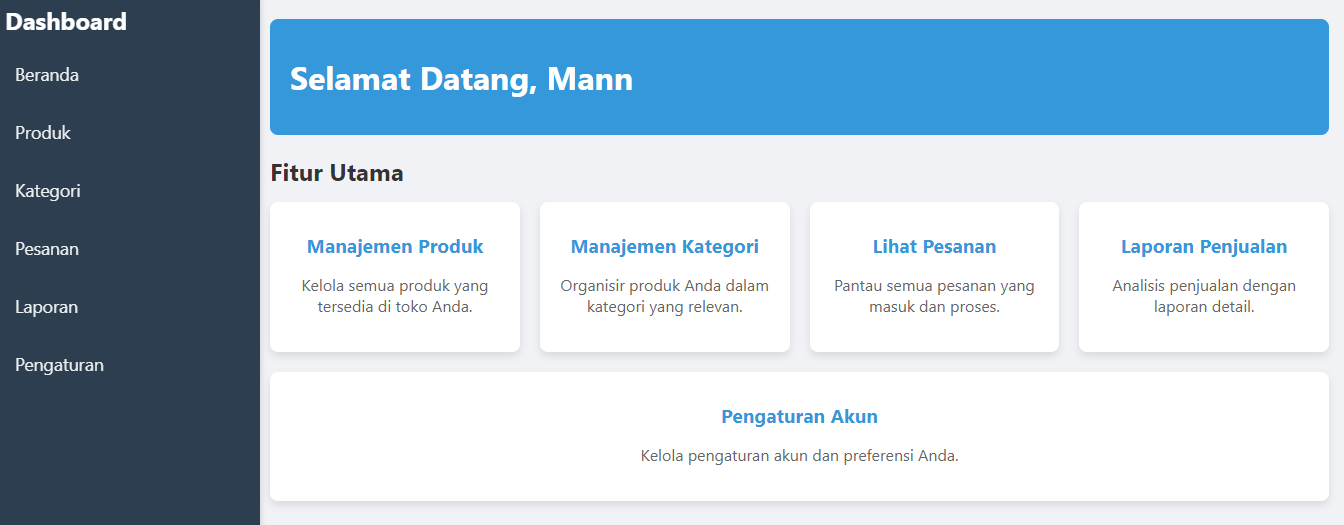 Dashboard
Beranda
Produk
Kategori
Pesanan
Laporan
Pengaturan
Selamat Datang, Mann
Fitur Utama
Manajemen Produk
Kelola semua produk yang
tersedia di toko Anda.
Manajemen Kategori
Organisir produk Anda dalam
kategori yang relevan.
Lihat Pesanan
Pantau semua pesanan yang
masuk dan proses.
Laporan Penjualan
Analisis penjualan dengan
laporan detail.
Pengaturan Akun
Kelola pengaturan akun dan preferensi Anda.